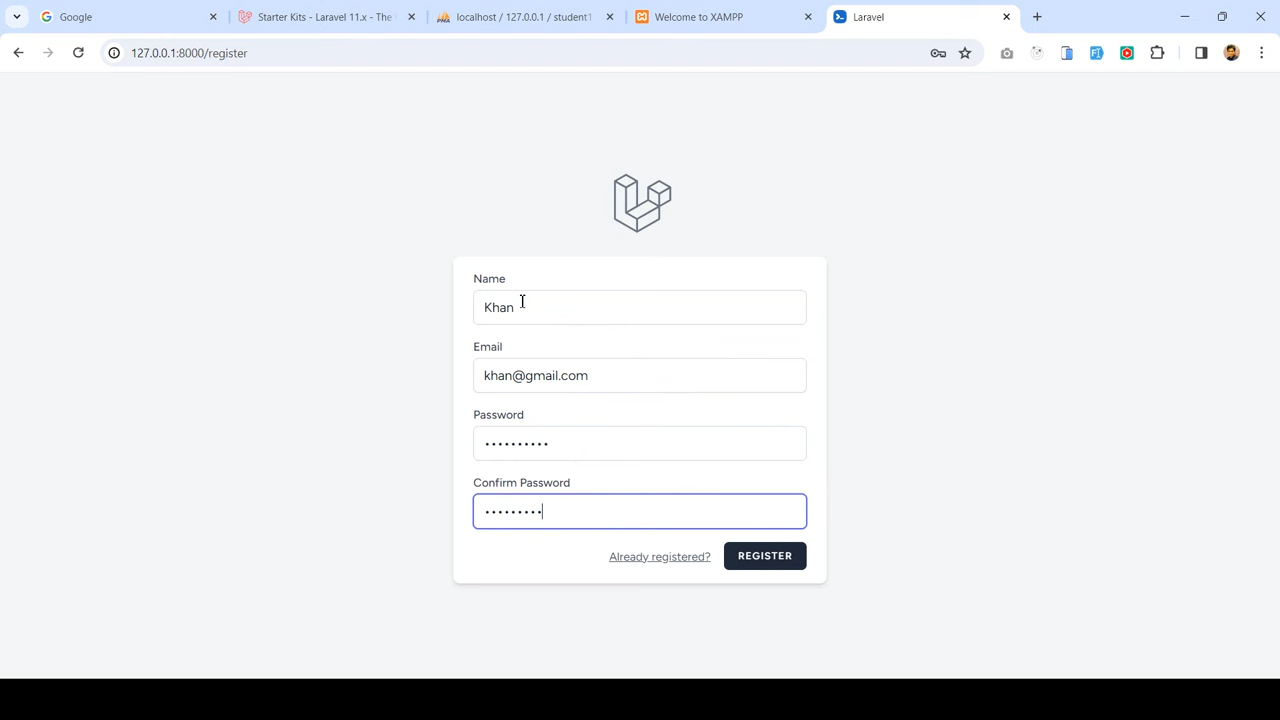 Google
Starter Kits - Laravel 11.x - The
localhost / 127.0.0.1 / student1
Welcome to XAMPP
Laravel
127.0.0.1:8000/register
Name
Khan
Email
khan@gmail.com
Password
••••••••••
Confirm Password
•••••••••
Already registered?
REGISTER